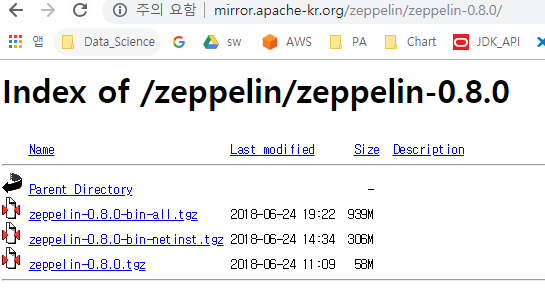 주의 요함 | mirror.apache-kr.org/zeppelin/zeppelin-0.8.0/
앱 Data_Science sw AWS PA Chart JDK_API
Index of /zeppelin/zeppelin-0.8.0
Name Last modified Size Description
Parent Directory -
zeppelin-0.8.0-bin-all.tgz 2018-06-24 19:22 939M
zeppelin-0.8.0-bin-netinst.tgz 2018-06-24 14:34 306M
zeppelin-0.8.0.tgz 2018-06-24 11:09 58M